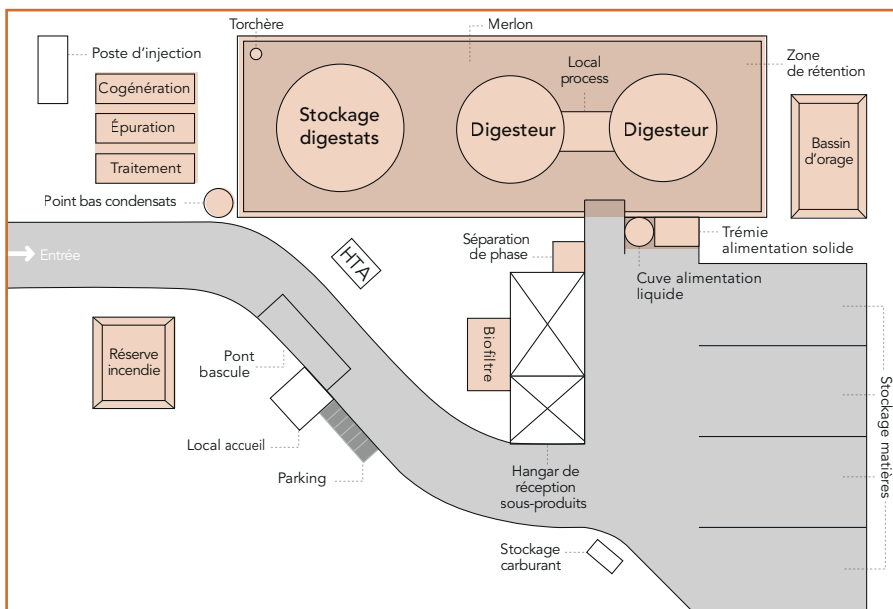 Torchère
Merlon
Poste d'injection
Zone
de rétention
Local
process
Cogénération
Stockage
digestats
Épuration
Digesteur
Digesteur
Bassin
d'orage
Traitement
Point bas condensats
Entrée
HTA
Séparation
de phase
Trémie
alimentation solide
Cuve alimentation
liquide
Réserve
incendie
Pont
bascule
Biofiltre
Stockage matières
Local accueil
Parking
Hangar de
réception
sous-produits
Stockage
carburant